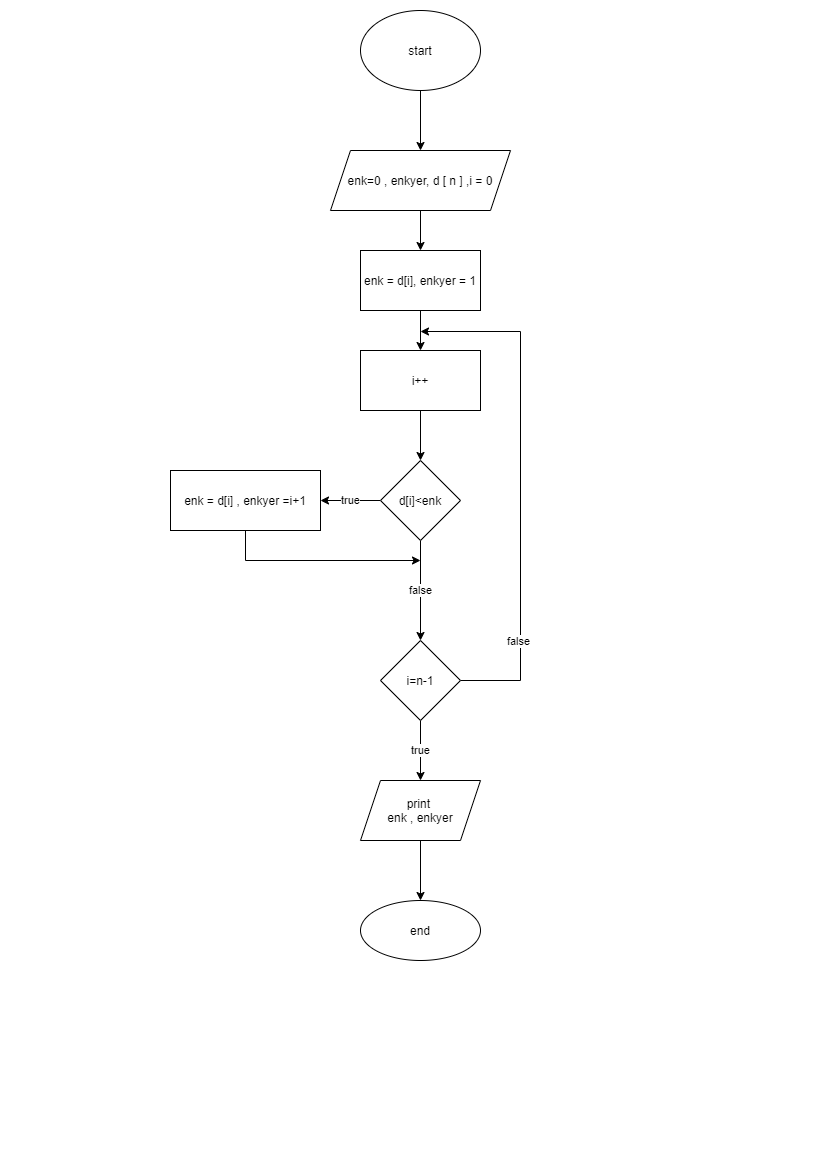 start
enk=0 , enkyer, d [ n ] ,i = 0
enk = d[i], enkyer = 1
i++
d[i]<enk
true
enk = d[i] , enkyer =i+1
false
i=n-1
false
true
print
enk , enkyer
end